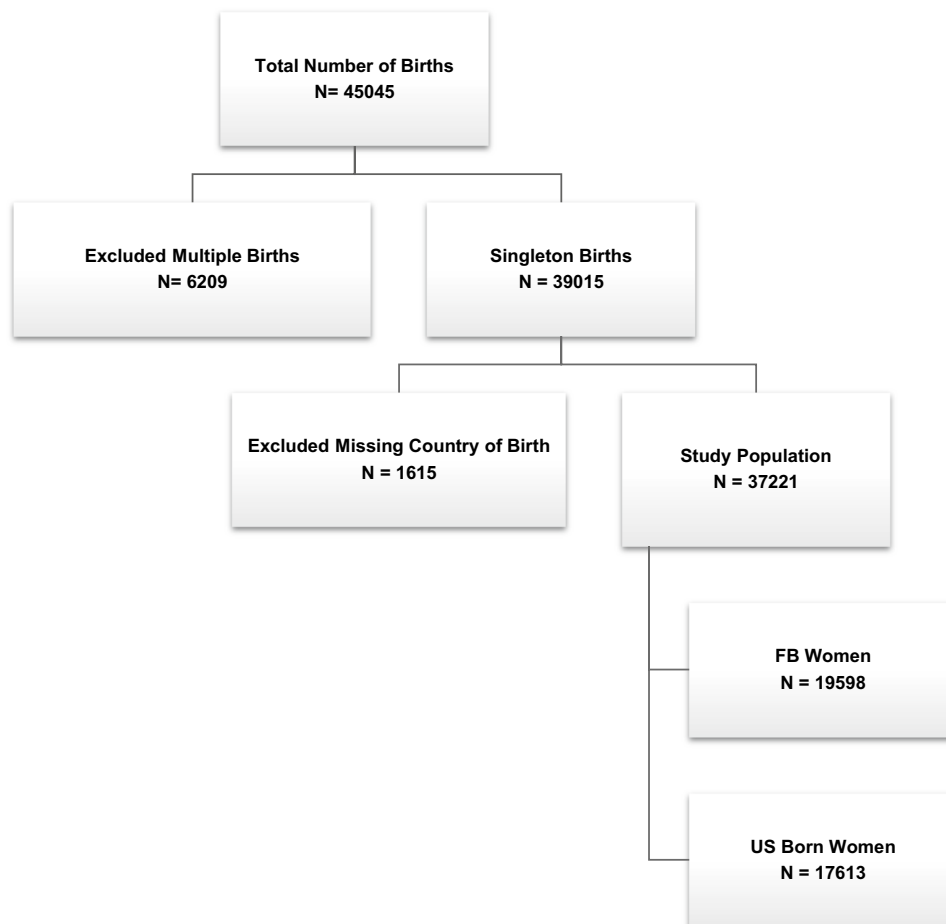 Total Number of Births
N= 45045
Excluded Multiple Births
N= 6209
Singleton Births
N = 39015
Excluded Missing Country of Birth
N = 1615
Study Population
N = 37221
FB Women
N = 19598
US Born Women
N = 17613